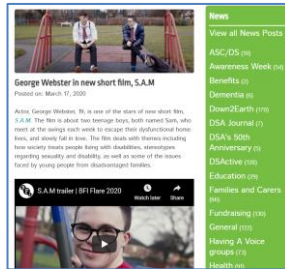 George Webster in new short film, S.A.M
Posted on: March 17, 2020
Actor, George Webster, 19, is one of the stars of new short film,
S.A.M. The film is about two teenage boys, both named Sam, who
meet at the swings each week to escape their dysfunctional home
lives, and slowly fall in love. The film deals with themes including
how society treats people living with disabilities, stereotypes
regarding sexuality and disability, as well as some of the issues
faced by young people from disadvantaged families.
S.A.M trailer | BFI Flare 2020
Watch later
Share
News
View all News Posts
ASC/DS
Awareness Week
Benefits
Dementia
Down2Earth
DSA Journal
DSA's 50th
Anniversary
DSActive
Education
Families and Carers
Fundraising
General
Having A Voice
groups
Health